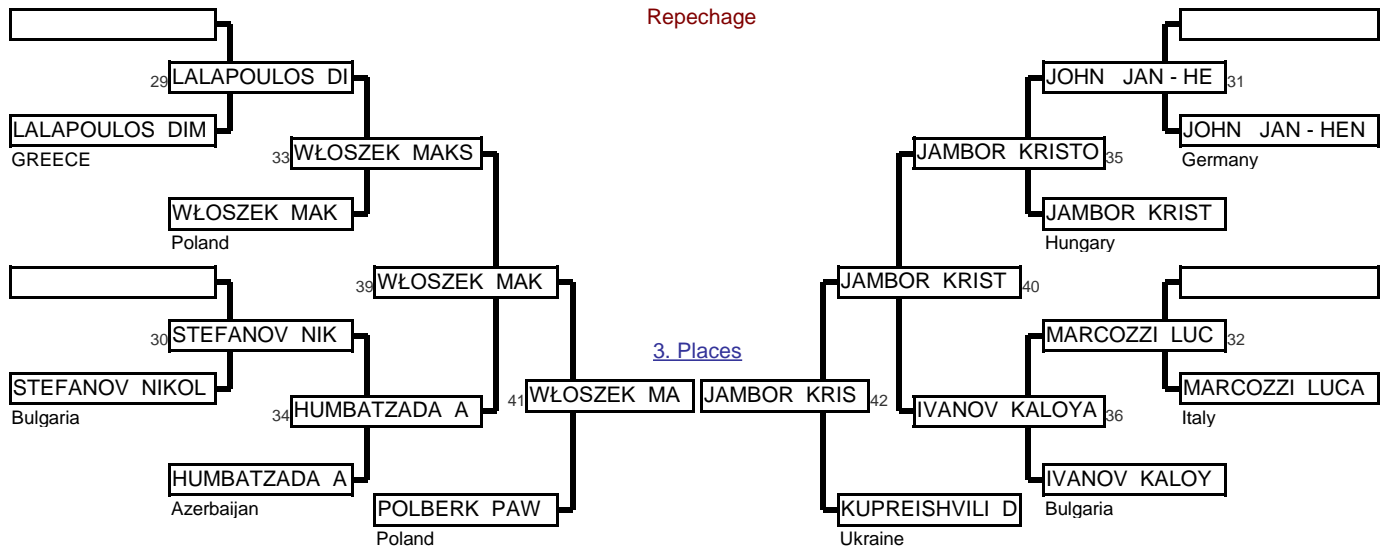 Repechage
29 LALAPOULOS DI
JOHN JAN - HE 31
LALAPOULOS DIM
JOHN JAN - HEN
GREECE
Germany
33 WŁOSZEK MAKS
JAMBOR KRISTO 35
WŁOSZEK MAK
JAMBOR KRIST
Poland
Hungary
39 WŁOSZEK MAK
JAMBOR KRIST 40
30 STEFANOV NIK
MARCOZZI LUC 32
3. Places
STEFANOV NIKOL
41 WŁOSZEK MA
JAMBOR KRIS 42
MARCOZZI LUCA
Bulgaria
Italy
34 HUMBATZADA A
IVANOV KALOYA 36
HUMBATZADA A
IVANOV KALOY
Azerbaijan
Bulgaria
POLBERK PAW
KUPREISHVILI D
Poland
Ukraine